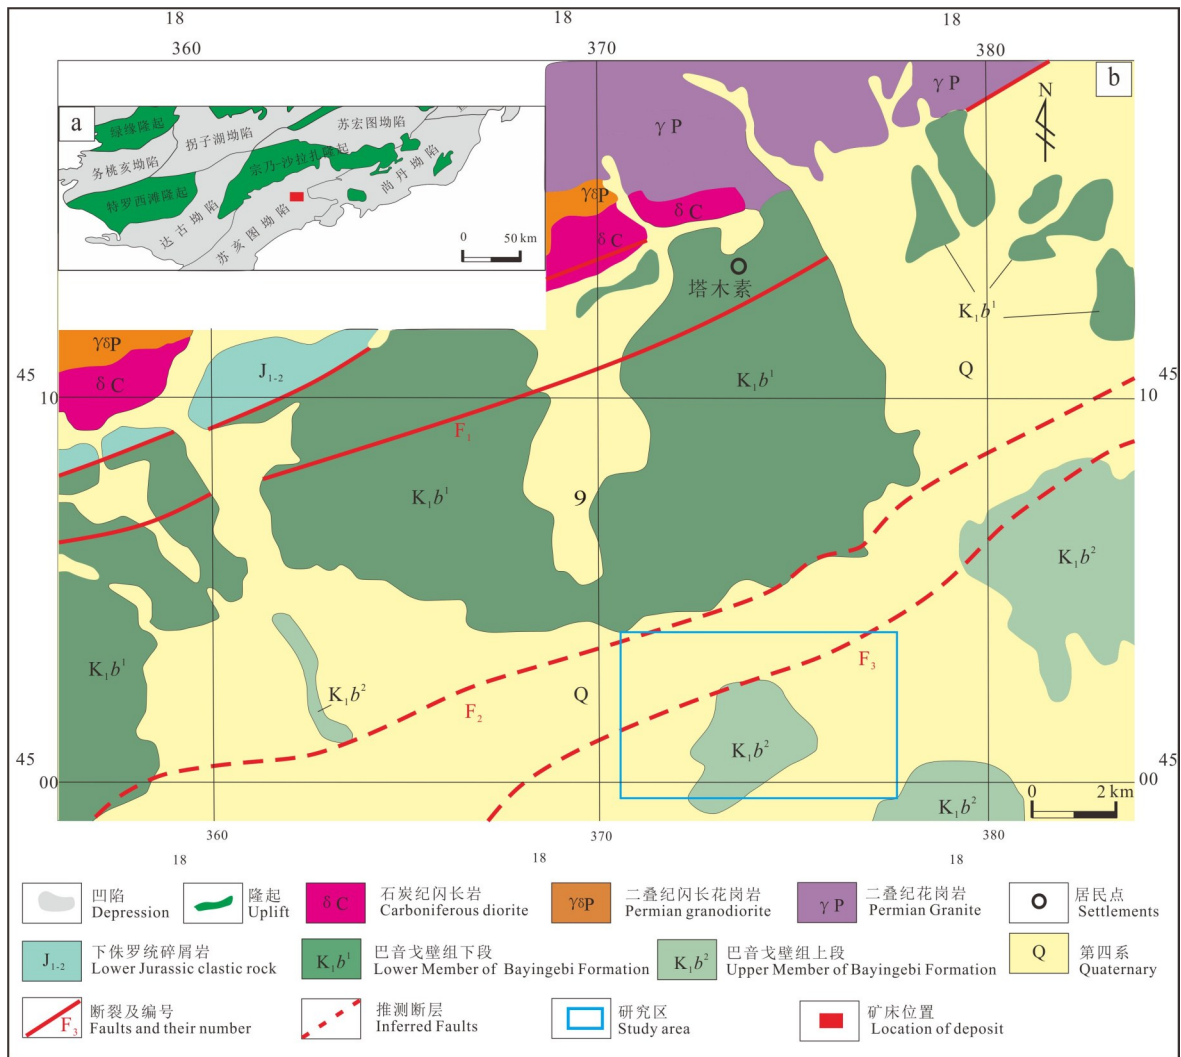 18 18 18
360 370 380
b
a
N
绿缘隆起
拐子湖坳陷
苏宏图坳陷
务桃亥坳陷
宗乃-沙拉扎隆起
尚丹坳陷
特罗西滩隆起
达古坳陷
苏亥图坳陷
0 50 km
γP
γP
γδP
δC
δC
塔木素
K₁b¹
γδP
δC
J₁₋₂
K₁b¹
Q
45 45
10 10
F₁
K₁b¹
9
K₁b²
K₁b¹
K₁b²
Q
F₂
F₃
K₁b²
K₁b²
45 45
00 00
0 2 km
360 370 380
18 18 18
凹陷
Depression
隆起
Uplift
δC
石炭纪闪长岩
Carboniferous diorite
γδP
二叠纪闪长花岗岩
Permian granodiorite
γP
二叠纪花岗岩
Permian Granite
居民点
Settlements
J₁₋₂
下侏罗统碎屑岩
Lower Jurassic clastic rock
K₁b¹
巴音戈壁组下段
Lower Member of Bayingebi Formation
K₁b²
巴音戈壁组上段
Upper Member of Bayingebi Formation
Q
第四系
Quaternary
F₃
断裂及编号
Faults and their number
推测断层
Inferred Faults
研究区
Study area
矿床位置
Location of deposit